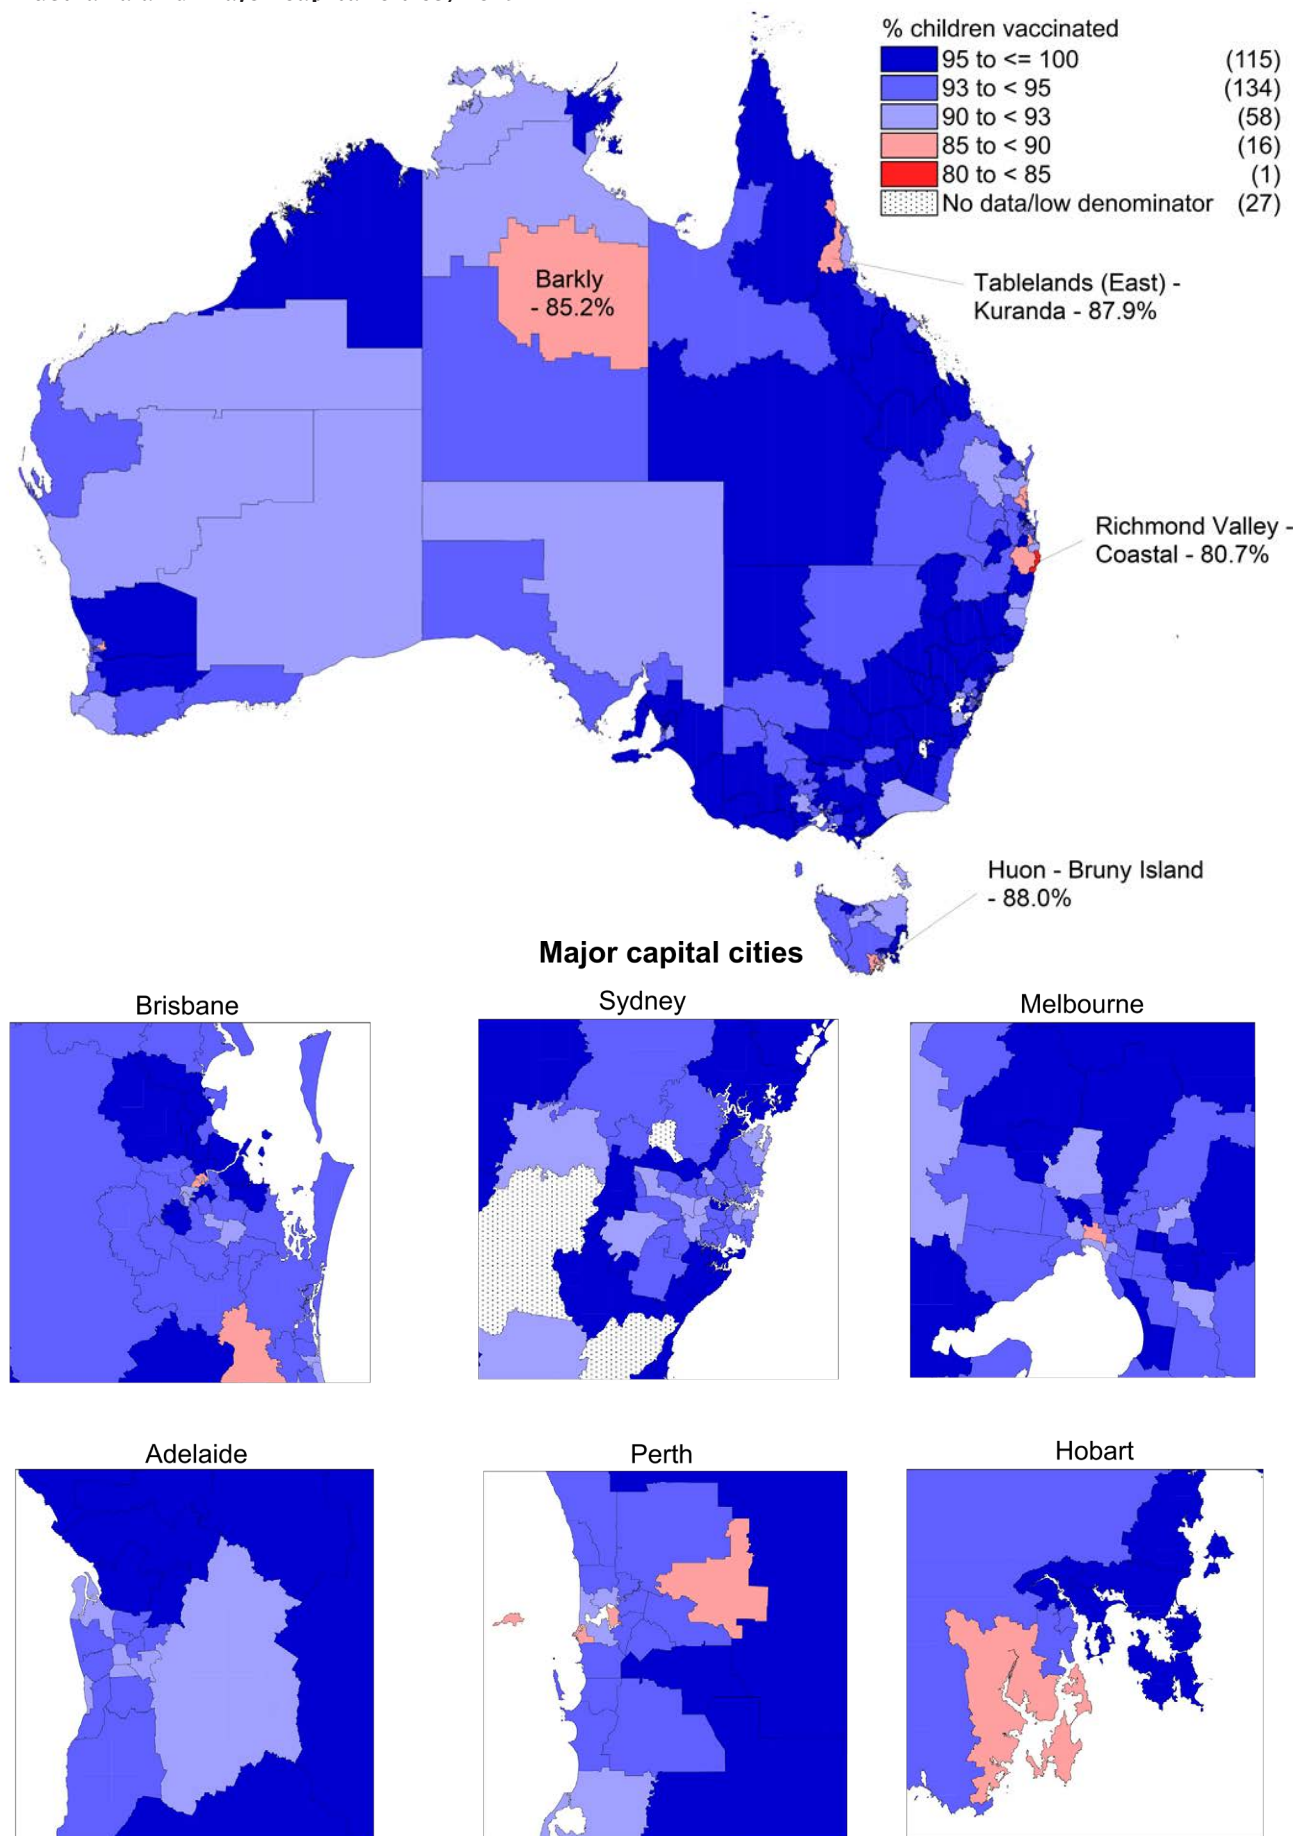 % children vaccinated
95 to <= 100 (115)
93 to < 95 (134)
90 to < 93 (58)
85 to < 90 (16)
80 to < 85 (1)
No data/low denominator (27)
Barkly
- 85.2%
Tablelands (East) -
Kuranda - 87.9%
Richmond Valley -
Coastal - 80.7%
Huon - Bruny Island
- 88.0%
Major capital cities
Brisbane
Sydney
Melbourne
Adelaide
Perth
Hobart